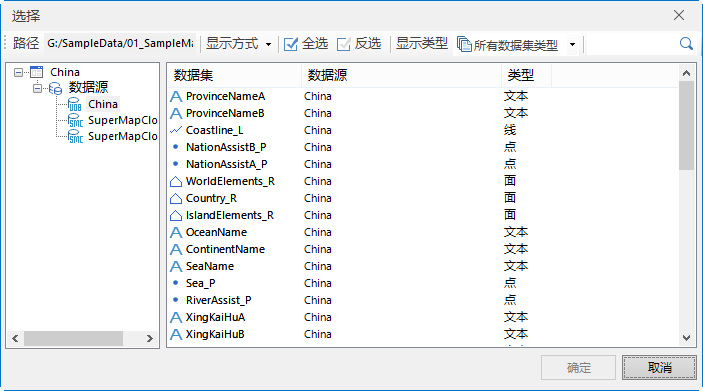 选择
路径 G:/SampleData/01_SampleMa 显示方式 全选 反选 显示类型 所有数据集类型
China
数据源
China
SuperMapClo
SuperMapClo
数据集 数据源 类型
ProvinceNameA China 文本
ProvinceNameB China 文本
Coastline_L China 线
NationAssistB_P China 点
NationAssistA_P China 点
WorldElements_R China 面
Country_R China 面
IslandElements_R China 面
OceanName China 文本
ContinentName China 文本
SeaName China 文本
Sea_P China 点
RiverAssist_P China 点
XingKaiHuA China 文本
XingKaiHuB China 文本
确定 取消